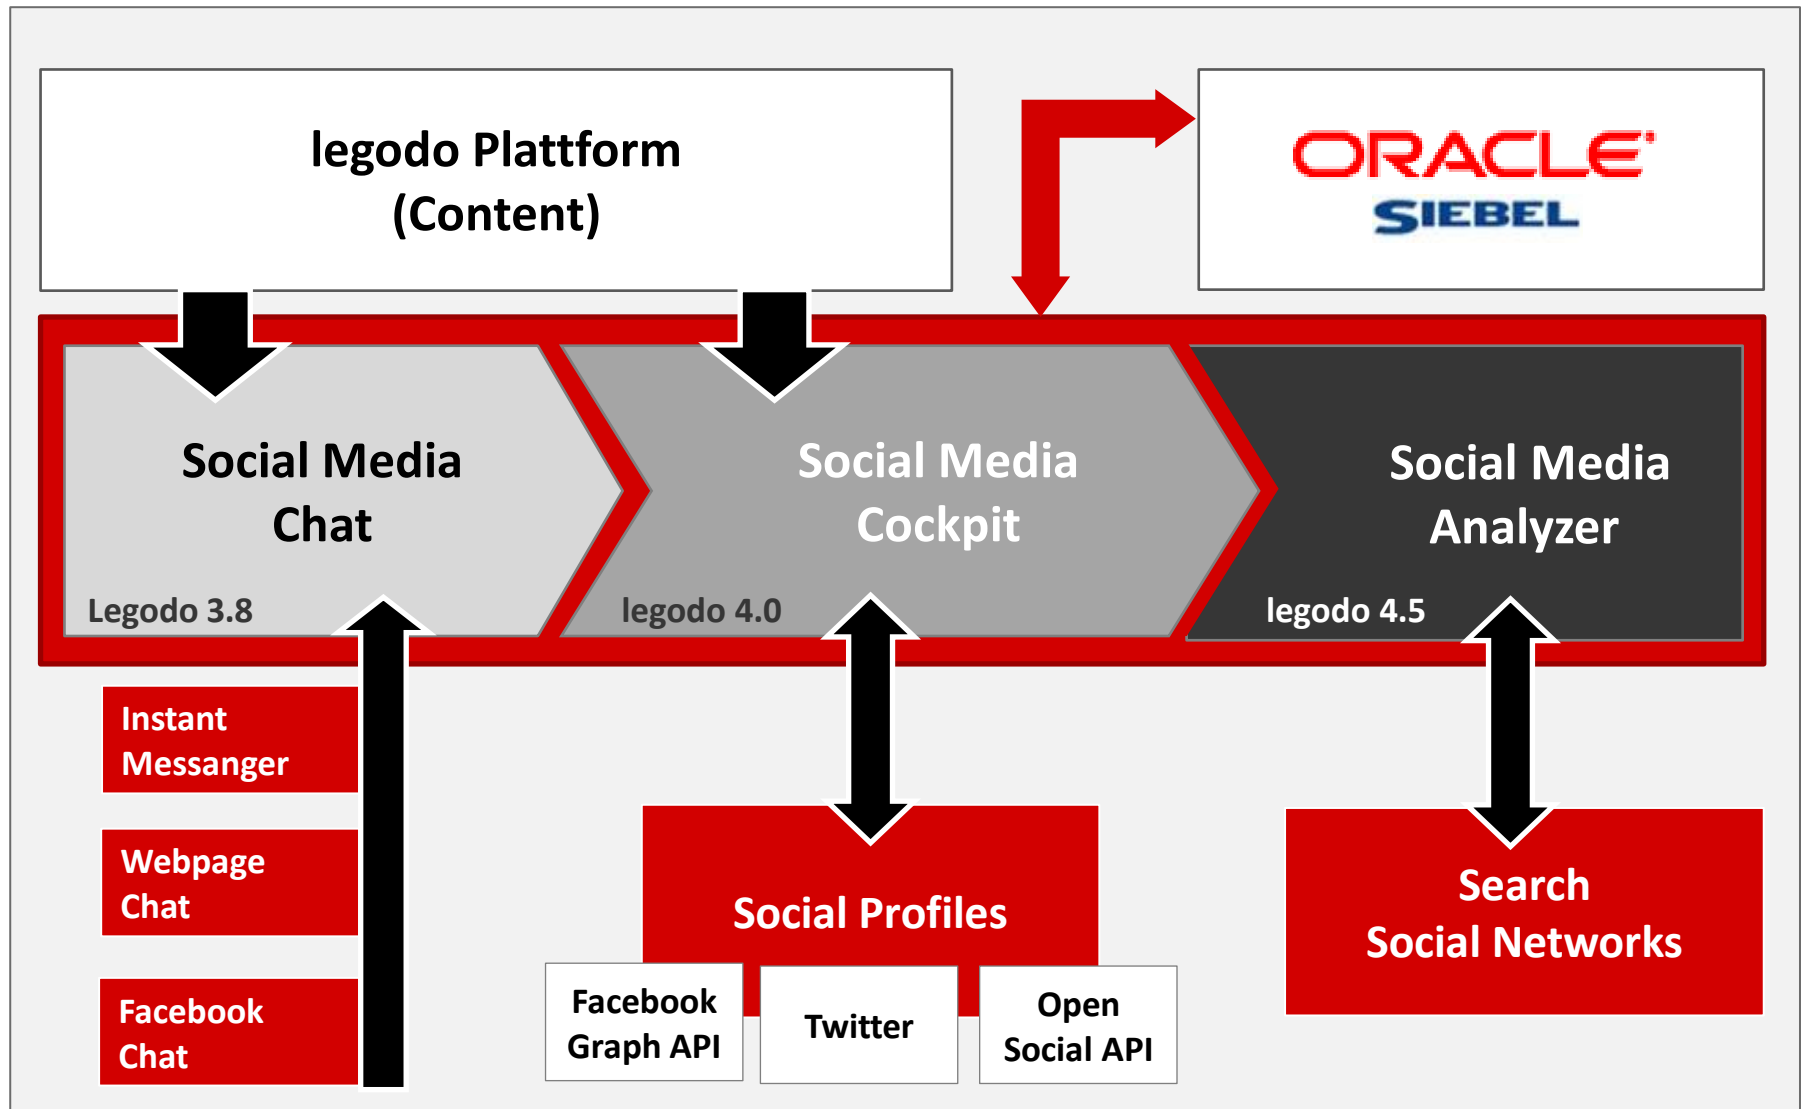 legodo Plattform
(Content)
ORACLE
SIEBEL
Social Media
Chat
Legodo 3.8
Social Media
Cockpit
legodo 4.0
Social Media
Analyzer
legodo 4.5
Instant
Messanger
Webpage
Chat
Facebook
Chat
Social Profiles
Facebook
Graph API
Twitter
Open
Social API
Search
Social Networks